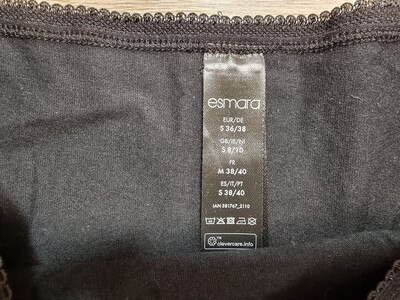 esmara
EUR/DE
S 36/38
GB/IE/NI
S 8/10
FR
M 38/40
ES/IT/PT
S 38/40
IAN 381767_2110
clevercare.info